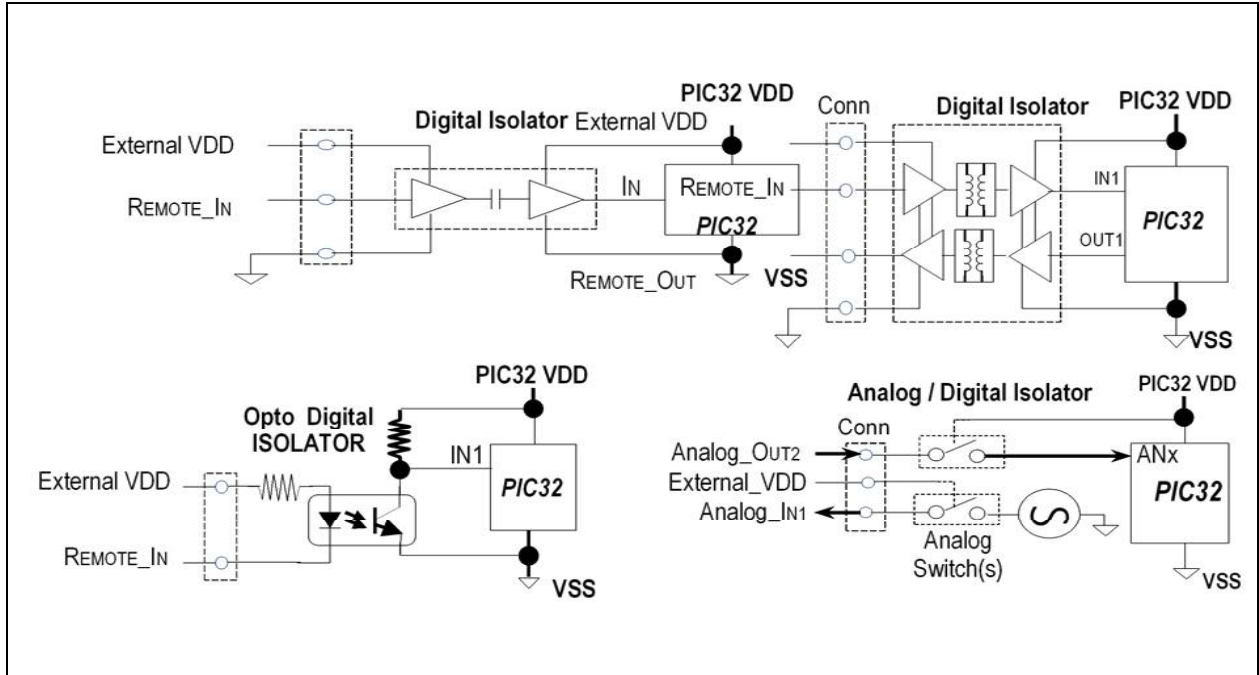 PIC32 VDD
Digital Isolator External VDD
External VDD
REMOTE_IN
IN
REMOTE_IN
PIC32
REMOTE_OUT
VSS
Conn
Digital Isolator
PIC32 VDD
IN1
PIC32
OUT1
VSS
PIC32 VDD
Opto Digital
ISOLATOR
IN1
External VDD
PIC32
REMOTE_IN
VSS
Analog / Digital Isolator
PIC32 VDD
Conn
Analog_OUT2
ANx
External_VDD
PIC32
Analog_IN1
Analog
Switch(s)
VSS